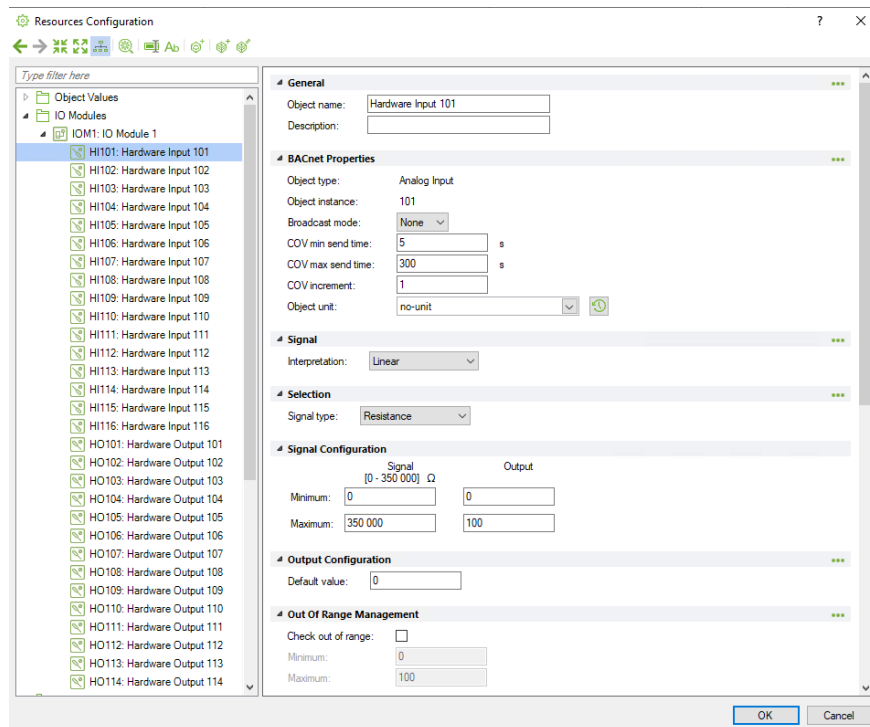 Resources Configuration
?
Ab
Type filter here
Object Values
IO Modules
IOM1: IO Module 1
HI101: Hardware Input 101
HI102: Hardware Input 102
HI103: Hardware Input 103
HI104: Hardware Input 104
HI105: Hardware Input 105
HI106: Hardware Input 106
HI107: Hardware Input 107
HI108: Hardware Input 108
HI109: Hardware Input 109
HI110: Hardware Input 110
HI111: Hardware Input 111
HI112: Hardware Input 112
HI113: Hardware Input 113
HI114: Hardware Input 114
HI115: Hardware Input 115
HI116: Hardware Input 116
HO101: Hardware Output 101
HO102: Hardware Output 102
HO103: Hardware Output 103
HO104: Hardware Output 104
HO105: Hardware Output 105
HO106: Hardware Output 106
HO107: Hardware Output 107
HO108: Hardware Output 108
HO109: Hardware Output 109
HO110: Hardware Output 110
HO111: Hardware Output 111
HO112: Hardware Output 112
HO113: Hardware Output 113
HO114: Hardware Output 114
General
Object name: Hardware Input 101
Description:
BACnet Properties
Object type: Analog Input
Object instance: 101
Broadcast mode: None
COV min send time: 5 s
COV max send time: 300 s
COV increment: 1
Object unit: no-unit
Signal
Interpretation: Linear
Selection
Signal type: Resistance
Signal Configuration
Signal Output
[0 - 350 000] Ω
Minimum: 0 0
Maximum: 350 000 100
Output Configuration
Default value: 0
Out Of Range Management
Check out of range:
Minimum: 0
Maximum: 100
OK Cancel